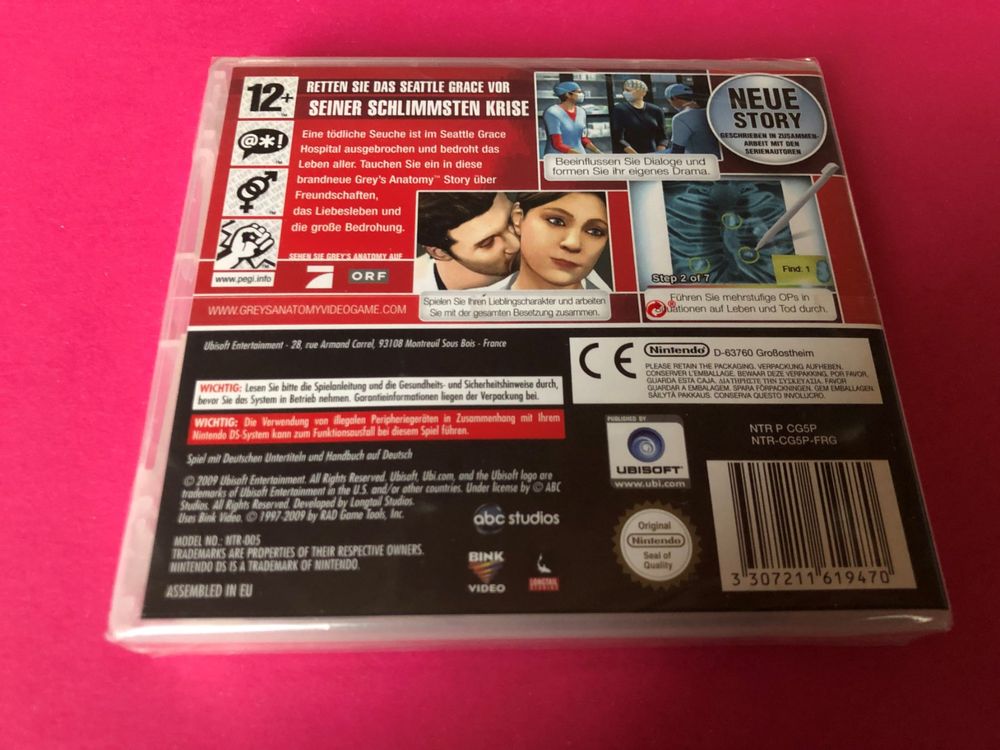 12+
RETTEN SIE DAS SEATTLE GRACE VOR
SEINER SCHLIMMSTEN KRISE
@*!
Eine tödliche Seuche ist im Seattle Grace
Hospital ausgebrochen und bedroht das
Leben aller. Tauchen Sie ein in diese
brandneue Grey's Anatomy™ Story über
Freundschaften,
das Liebesleben und
die große Bedrohung.
SEHEN SIE GREY'S ANATOMY AUF
www.pegi.info
7
ORF
WWW.GREYSANATOMYVIDEOGAME.COM
NEUE
STORY
GESCHRIEBEN IN ZUSAMMEN-
ARBEIT MIT DEN
SERIENAUTOREN
Beeinflussen Sie Dialoge und
formen Sie ihr eigenes Drama.
Spielen Sie Ihren Lieblingscharakter und arbeiten
Sie mit der gesamten Besetzung zusammen.
Step 2 of 7
Find: 1
Führen Sie mehrstufige OPs in
uationen auf Leben und Tod durch.
Ubisoft Entertainment - 28, rue Armand Carrel, 93108 Montreuil Sous Bois - France
WICHTIG: Lesen Sie bitte die Spielanleitung und die Gesundheits- und Sicherheitshinweise durch,
bevor Sie das System in Betrieb nehmen. Garantieinformationen liegen der Verpackung bei.
WICHTIG: Die Verwendung von illegalen Peripheriegeräten in Zusammenhang mit Ihrem
Nintendo DS-System kann zum Funktionsausfall bei diesem Spiel führen.
Spiel mit Deutschen Untertiteln und Handbuch auf Deutsch
© 2009 Ubisoft Entertainment. All Rights Reserved. Ubisoft, Ubi.com, and the Ubisoft logo are
trademarks of Ubisoft Entertainment in the U.S. and/or other countries. Under license by © ABC
Studios. All Rights Reserved. Developed by Longtail Studios.
Uses Bink Video. © 1997-2009 by RAD Game Tools, Inc.
MODEL NO.: NTR-005
TRADEMARKS ARE PROPERTIES OF THEIR RESPECTIVE OWNERS.
NINTENDO DS IS A TRADEMARK OF NINTENDO.
ASSEMBLED IN EU
abc studios
BINK
VIDEO
LONGTAIL
STUDIOS
CE
Nintendo D-63760 Großostheim
PLEASE RETAIN THE PACKAGING. VERPACKUNG AUFHEBEN.
CONSERVER L'EMBALLAGE. BEWAAR DEZE VERPAKKING. POR FAVOR,
GUARDA ESTA CAJA. ΔΙΑΤΗΡΗΣΤΕ ΤΗΝ ΣΥΣΚΕΥΑΣΙΑ. FAVOR
GUARDAR A EMBALAGEM. SPARA FÖRPACKNINGEN. GEM EMBALLAGEN.
SÄILYTÄ PAKKAUS. CONSERVA QUESTO INVOLUCRO.
PUBLISHED BY
UBISOFT
www.ubi.com
NTR P CG5P
NTR-CG5P-FRG
Original
Nintendo
Seal of
Quality
3 307211 619470